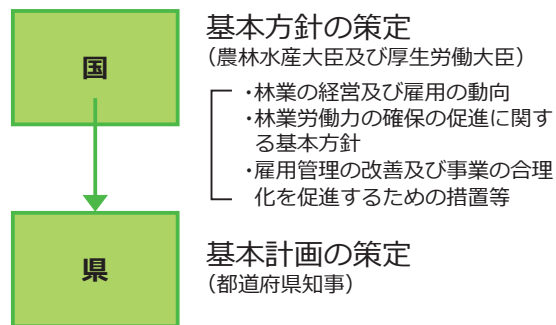 国
基本方針の策定
（農林水産大臣及び厚生労働大臣）
・林業の経営及び雇用の動向
・林業労働力の確保の促進に関す
る基本方針
・雇用管理の改善及び事業の合理
化を促進するための措置等
県
基本計画の策定
（都道府県知事）